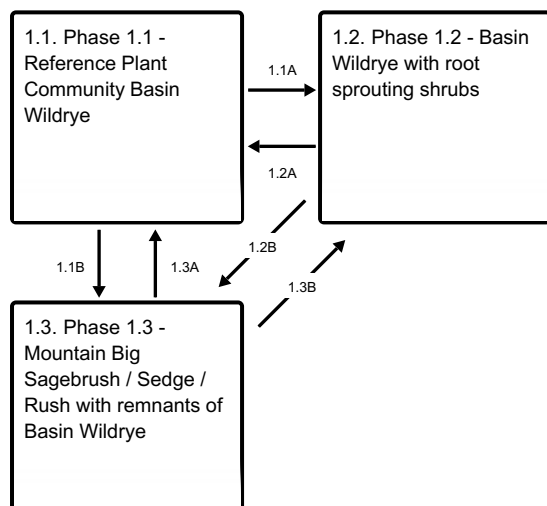 1.1. Phase 1.1 -
Reference Plant
Community Basin
Wildrye
1.1A
1.2. Phase 1.2 - Basin
Wildrye with root
sprouting shrubs
1.2A
1.1B
1.3A
1.2B
1.3B
1.3. Phase 1.3 -
Mountain Big
Sagebrush / Sedge /
Rush with remnants of
Basin Wildrye